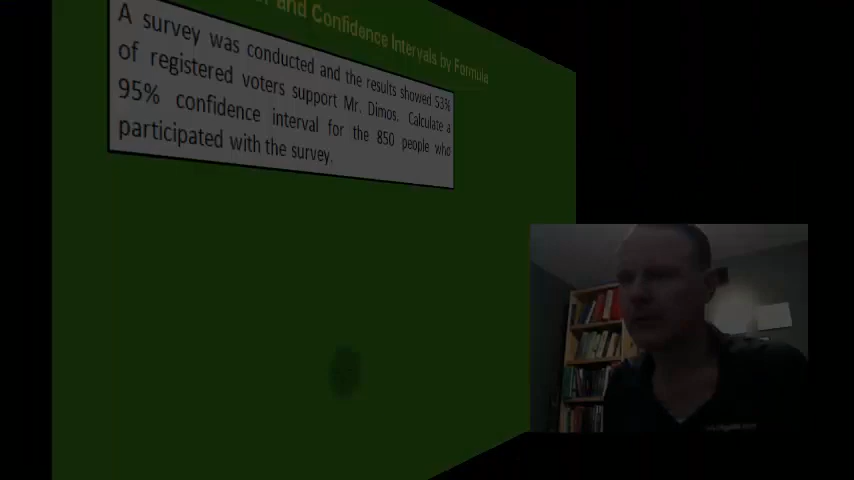 and Confidence Intervals by Formula
A survey was conducted and the results showed 53%
of registered voters support Mr. Dimos. Calculate a
95% confidence interval for the 850 people who
participated with the survey.